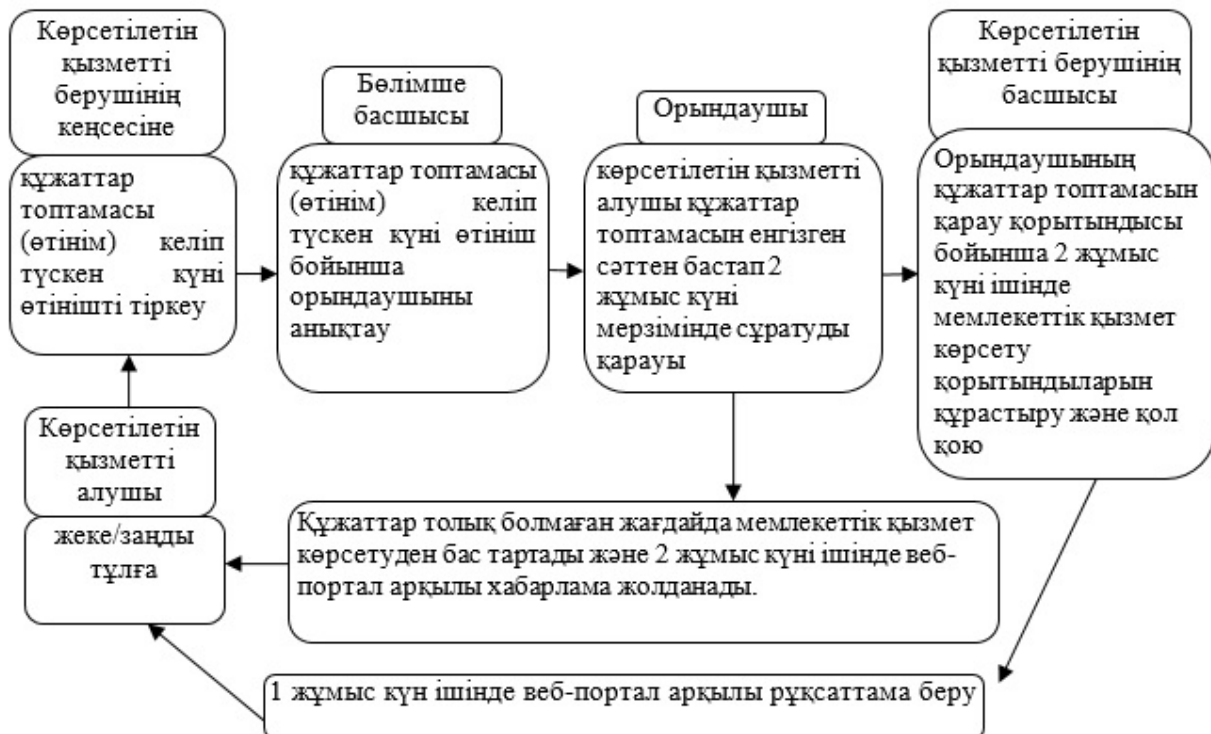 Көрсетілетін
қызметті
берушінің
кеңсесіне
құжаттар
топтамасы
(өтінім) келіп
түскен күні
өтінішті тіркеу
Бөлімше
басшысы
құжаттар топтамасы
(өтінім) келіп
түскен күні өтініш
бойынша
орындаушыны
анықтау
Орындаушы
көрсетілетін қызметті
алушы құжаттар
топтамасын енгізген
сәттен бастап 2
жұмыс күні
мерзімінде сұратуды
қарауы
Көрсетілетін
қызметті берушінің
басшысы
Орындаушының
құжаттар топтамасын
қарау қорытындысы
бойынша 2 жұмыс
күні ішінде
мемлекеттік қызмет
көрсету
қорытындыларын
құрастыру және қол
қою
Көрсетілетін
қызметті
алушы
жеке/заңды
тұлға
Құжаттар толық болмаған жағдайда мемлекеттік қызмет
көрсетуден бас тартады және 2 жұмыс күні ішінде веб-
портал арқылы хабарлама жолданады.
1 жұмыс күн ішінде веб-портал арқылы рұқсаттама беру